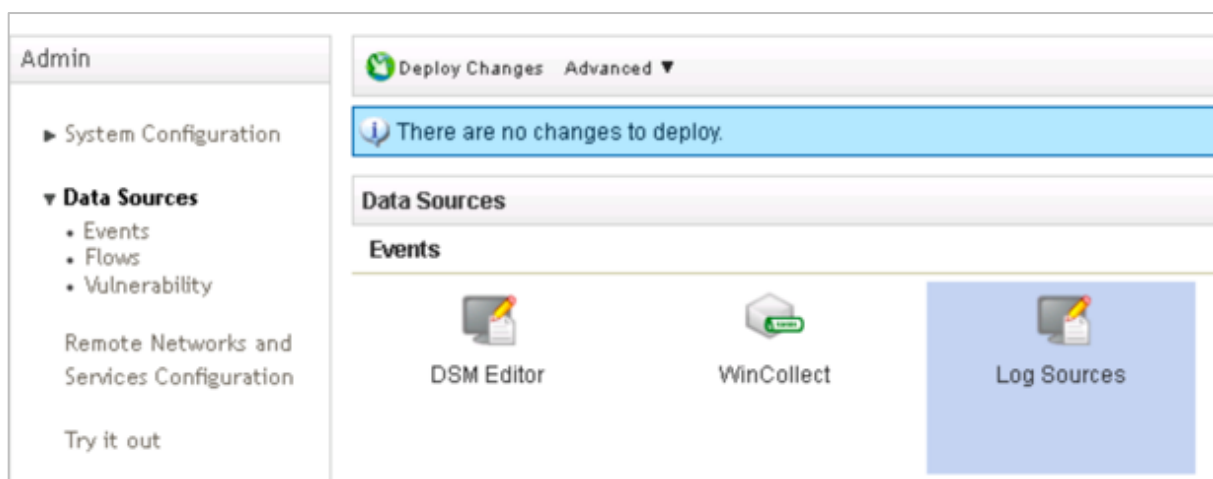 Admin
▶ System Configuration
▼ Data Sources
• Events
• Flows
• Vulnerability
Remote Networks and
Services Configuration
Try it out
Deploy Changes Advanced ▼
There are no changes to deploy.
Data Sources
Events
DSM Editor
WinCollect
Log Sources